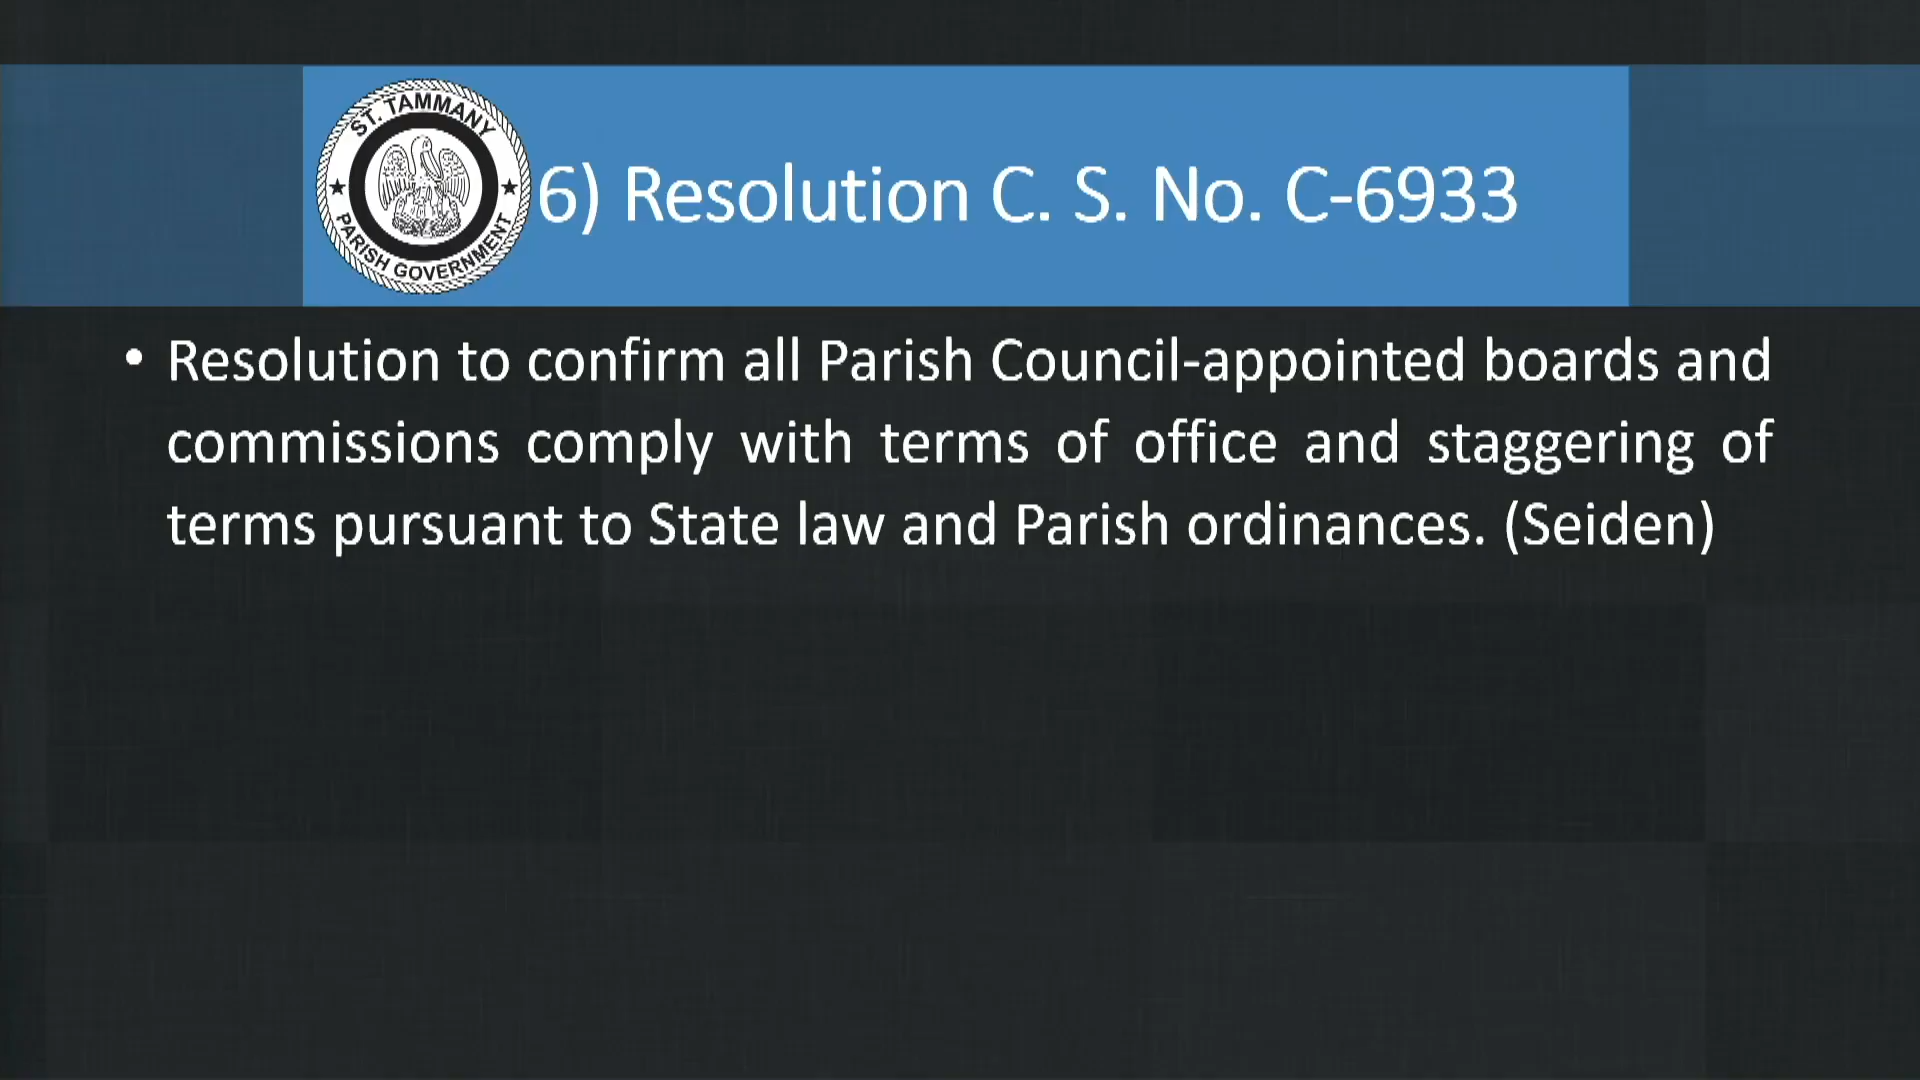 ST. TAMMANY
PARISH GOVERNMENT
6) Resolution C. S. No. C-6933
• Resolution to confirm all Parish Council-appointed boards and
commissions comply with terms of office and staggering of
terms pursuant to State law and Parish ordinances. (Seiden)